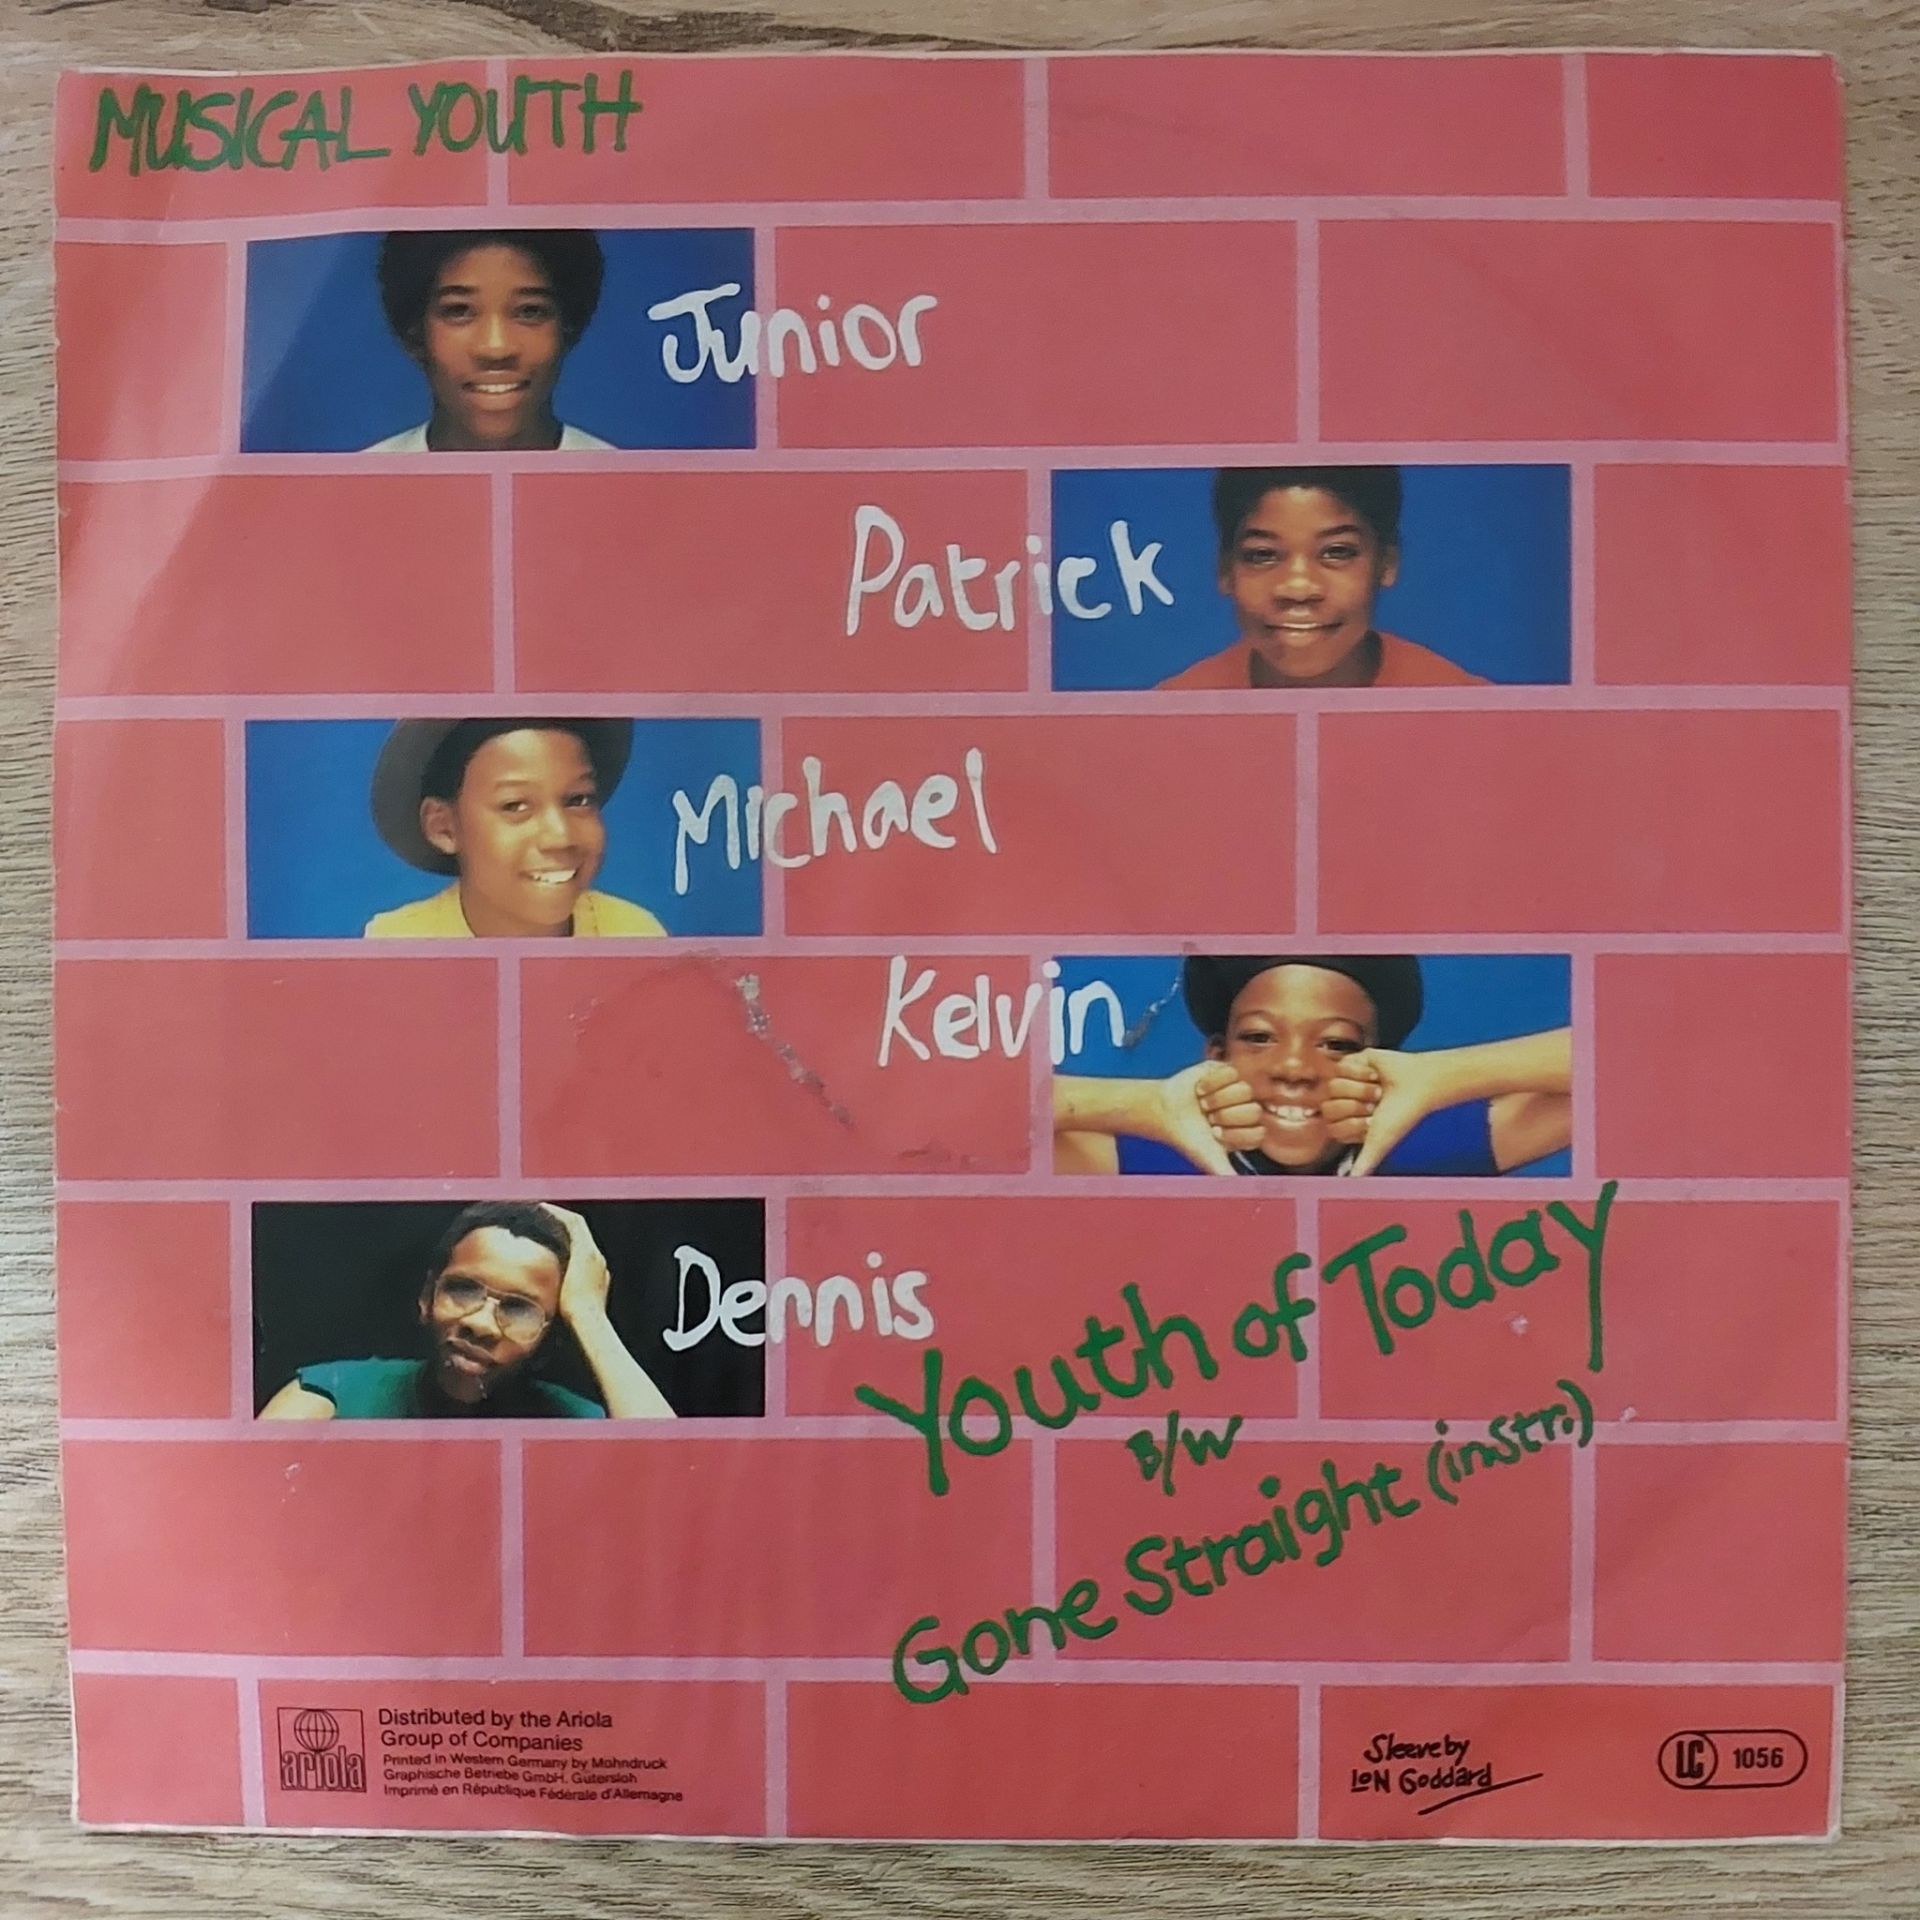 MUSICAL YOUTH
Junior
Patrick
Michael
Kelvin
Dennis
Youth of Today
B/W
Gone Straight (instr.)
ariola
Distributed by the Ariola
Group of Companies
Printed in Western Germany by Mohndruck
Graphische Betriebe GmbH, Gütersloh
Imprimé en République Fédérale d'Allemagne
Sleeve by
LoN Goddard
LC 1056